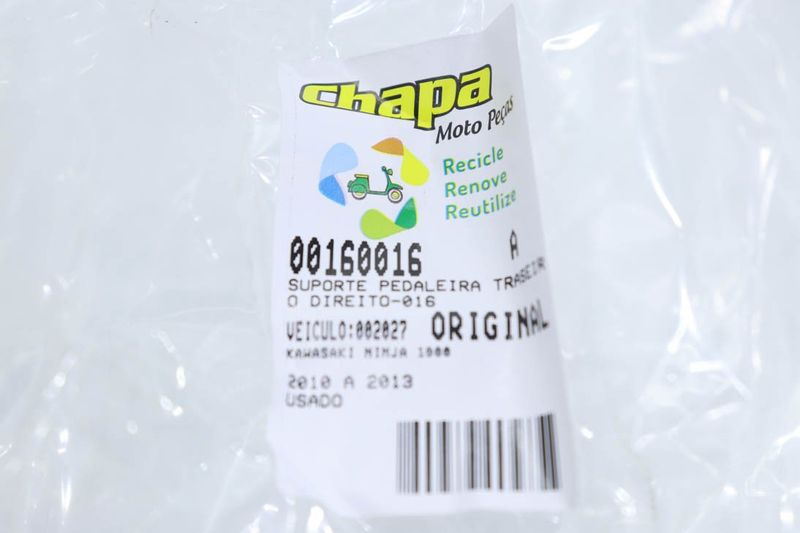 Chapa
Moto Peças
Recicle
Renove
Reutilize
00160016 A
SUPORTE PEDALEIRA TRASEIR
O DIREITO-016
VEICULO:002027 ORIGINAL
KAWASAKI NINJA 1000
2010 A 2013
USADO